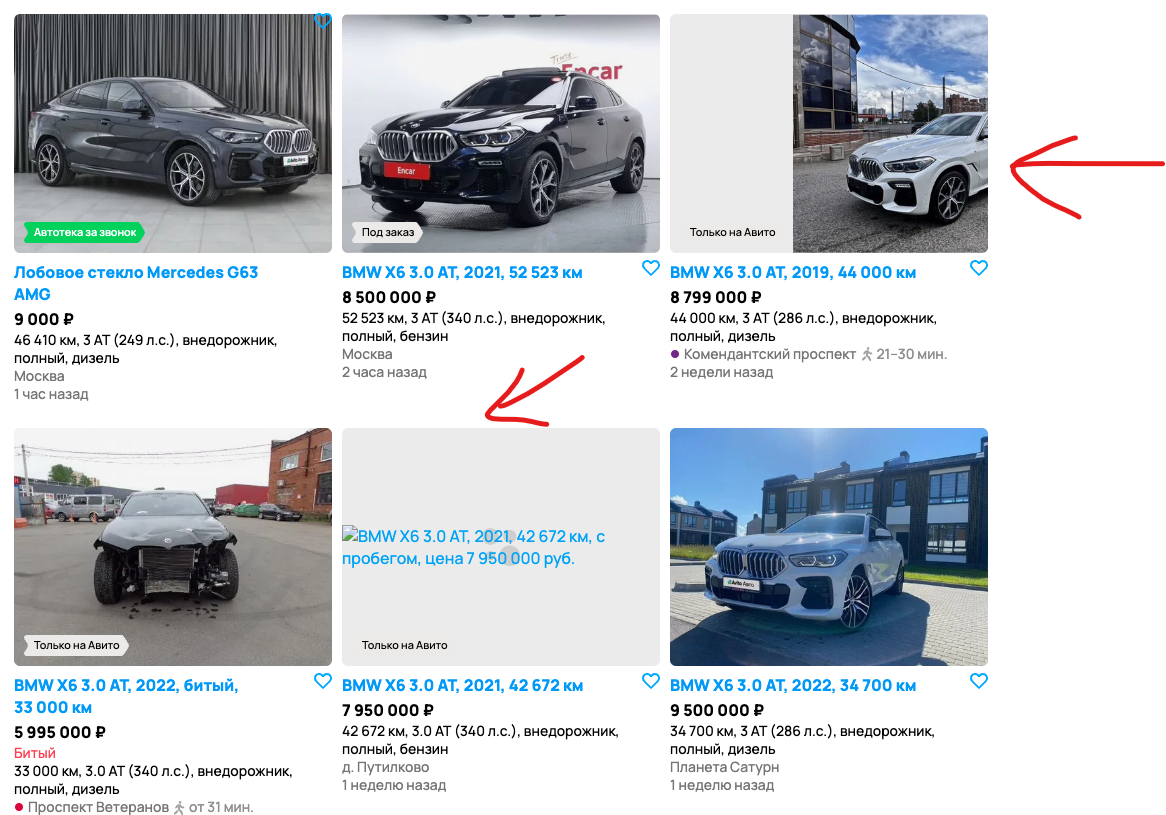 Encar
Encar
Автотека за звонок
Под заказ
Только на Авито
Лобовое стекло Mercedes G63
AMG
9 000 ₽
46 410 км, 3 AT (249 л.с.), внедорожник,
полный, дизель
Москва
1 час назад
BMW X6 3.0 AT, 2021, 52 523 км
8 500 000 ₽
52 523 км, 3 AT (340 л.с.), внедорожник,
полный, бензин
Москва
2 часа назад
BMW X6 3.0 AT, 2019, 44 000 км
8 799 000 ₽
44 000 км, 3 AT (286 л.с.), внедорожник,
полный, дизель
Комендантский проспект 21–30 мин.
2 недели назад
Только на Авито
BMW X6 3.0 AT, 2021, 42 672 км, с
пробегом, цена 7 950 000 руб.
Только на Авито
Avito Авто
BMW X6 3.0 AT, 2022, битый,
33 000 км
5 995 000 ₽
Битый
33 000 км, 3.0 AT (340 л.с.), внедорожник,
полный, дизель
Проспект Ветеранов от 31 мин.
BMW X6 3.0 AT, 2021, 42 672 км
7 950 000 ₽
42 672 км, 3.0 AT (340 л.с.), внедорожник,
полный, бензин
д. Путилково
1 неделю назад
BMW X6 3.0 AT, 2022, 34 700 км
9 500 000 ₽
34 700 км, 3 AT (286 л.с.), внедорожник,
полный, дизель
Планета Сатурн
1 неделю назад